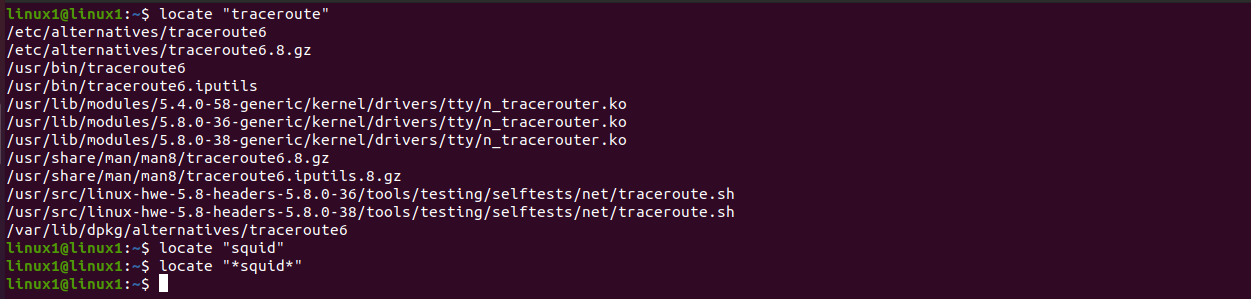 linux1@linux1:~$ locate "traceroute"
/etc/alternatives/traceroute6
/etc/alternatives/traceroute6.8.gz
/usr/bin/traceroute6
/usr/bin/traceroute6.iputils
/usr/lib/modules/5.4.0-58-generic/kernel/drivers/tty/n_tracerouter.ko
/usr/lib/modules/5.8.0-36-generic/kernel/drivers/tty/n_tracerouter.ko
/usr/lib/modules/5.8.0-38-generic/kernel/drivers/tty/n_tracerouter.ko
/usr/share/man/man8/traceroute6.8.gz
/usr/share/man/man8/traceroute6.iputils.8.gz
/usr/src/linux-hwe-5.8-headers-5.8.0-36/tools/testing/selftests/net/traceroute.sh
/usr/src/linux-hwe-5.8-headers-5.8.0-38/tools/testing/selftests/net/traceroute.sh
/var/lib/dpkg/alternatives/traceroute6
linux1@linux1:~$ locate "squid"
linux1@linux1:~$ locate "*squid*"
linux1@linux1:~$